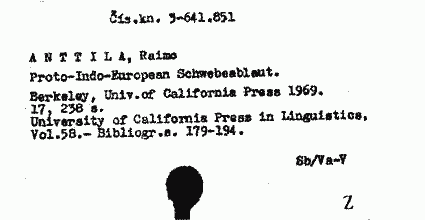 Čís.kn. 3-641.851
A N T T I L A, Raimo
Proto-Indo-European Schwebeablaut.
Berkeley, Univ.of California Press 1969.
17, 238 s.
University of California Press in Linguistics,
Vol.58.- Bibliogr.s. 179-194.
Sb/Va-V
Z